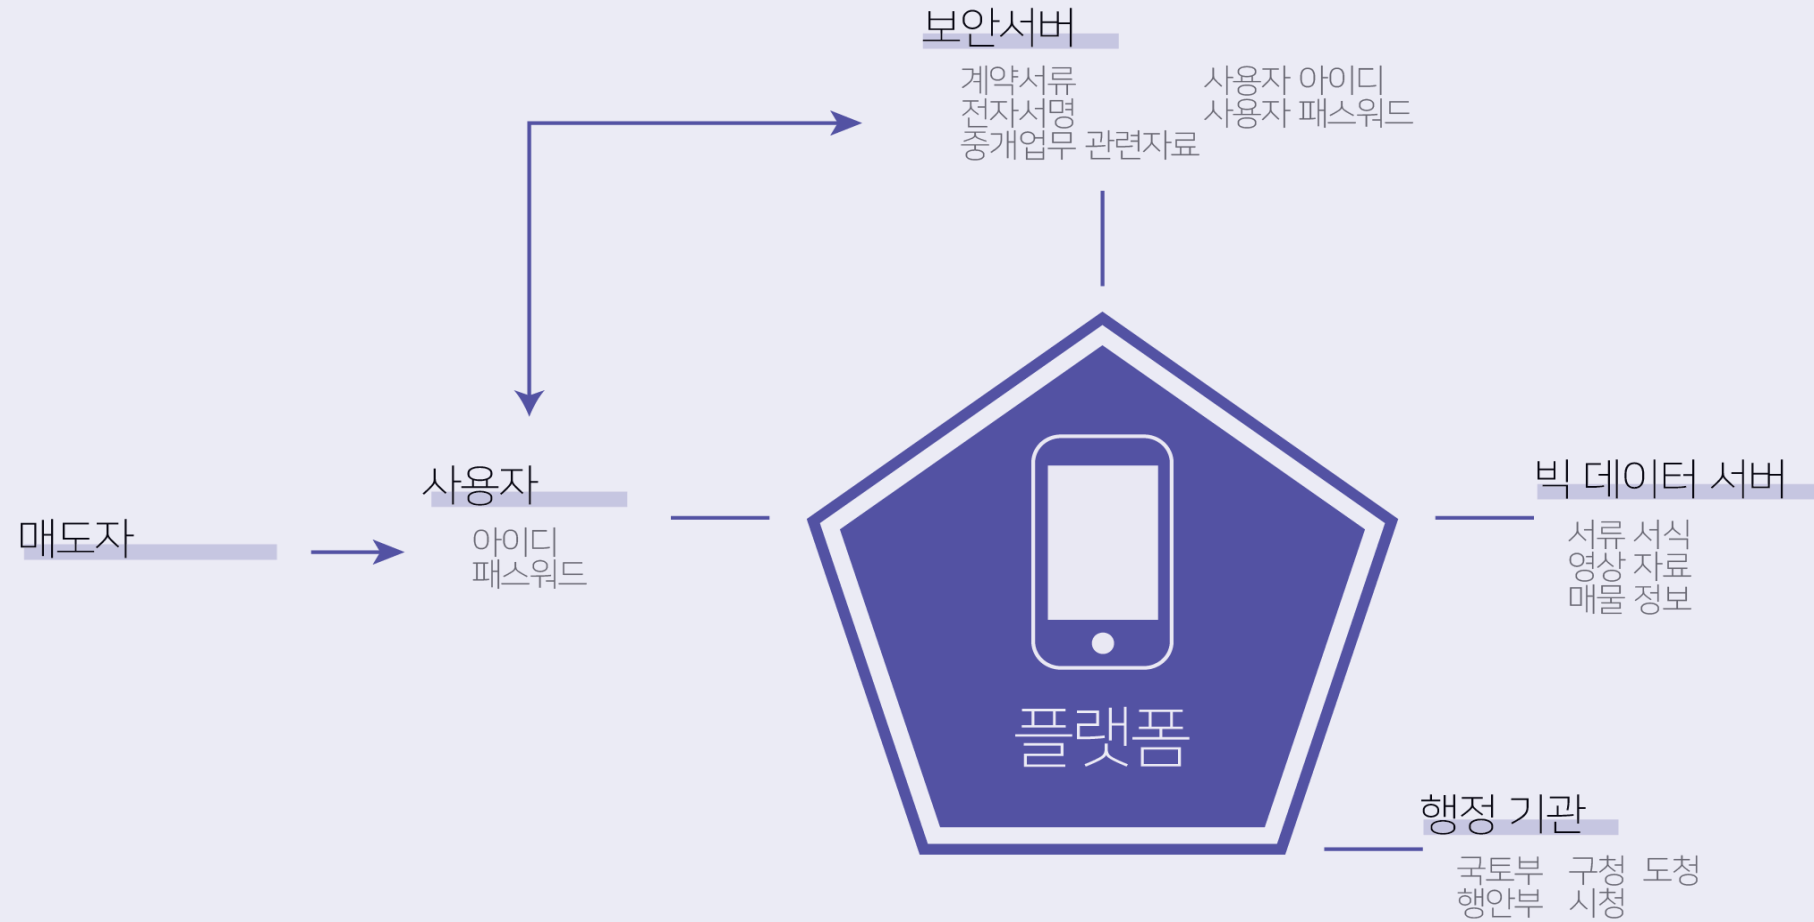 보안서버
계약서류 사용자 아이디
전자서명 사용자 패스워드
중개업무 관련자료
사용자
아이디
패스워드
매도자
빅 데이터 서버
서류 서식
영상 자료
매물 정보
플랫폼
행정 기관
국토부 구청 도청
행안부 시청